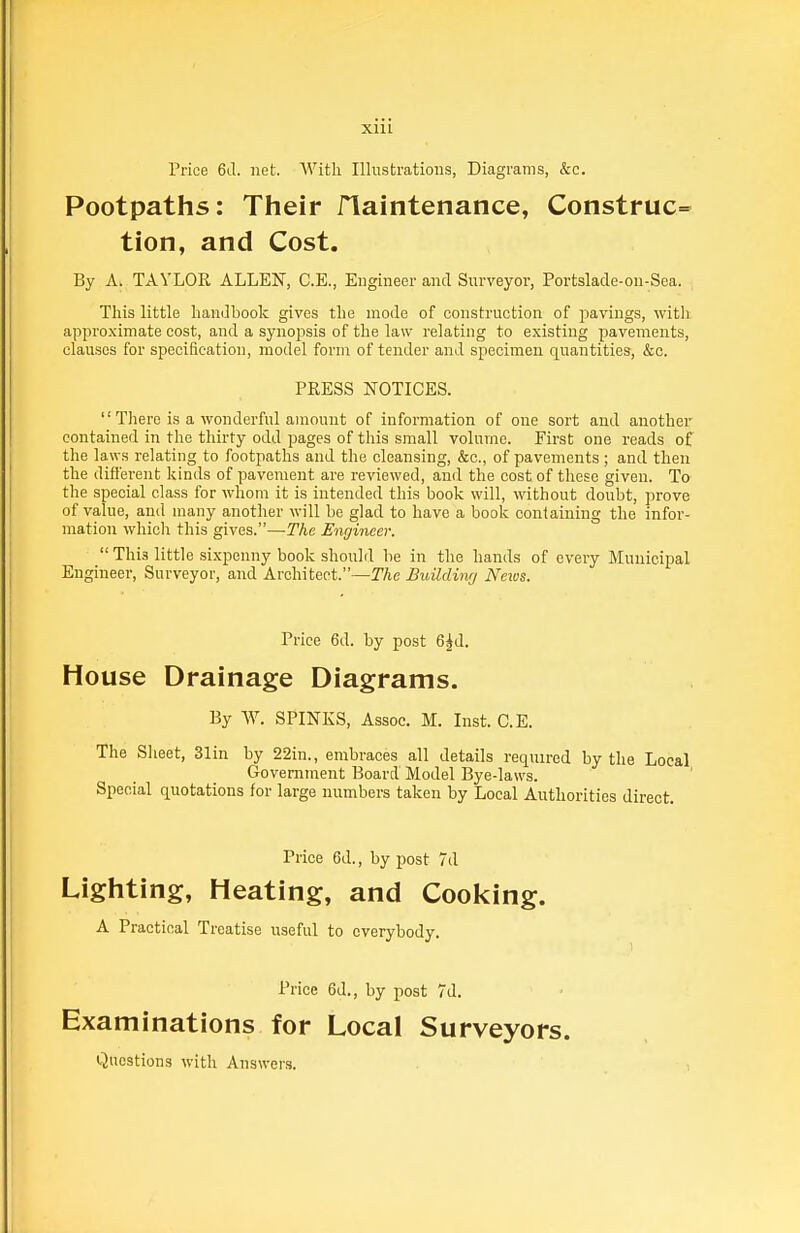 xiii
Price 6d. net. With Illustrations, Diagrams, &c.
Pootpaths: Their Maintenance, Construc=
tion, and Cost.
By A. TAYLOR ALLEN, C.E., Engineer and Surveyor, Portslade-on-Sea.
This little handbook gives the mode of construction of pavings, with
approximate cost, and a synopsis of the law relating to existing pavements,
clauses for specification, model form of tender and specimen quantities, &c.
PRESS NOTICES.
"There is a wonderful amount of information of one sort and another
contained in the thirty odd pages of this small volume. First one reads of
the laws relating to footpaths and the cleansing, &c., of pavements; and then
the different kinds of pavement are reviewed, and the cost of these given. To
the special class for whom it is intended this book will, without doubt, prove
of value, and many another will be glad to have a book containing the infor-
mation which this gives."—The Engineer.
"This little sixpenny book should be in the hands of every Municipal
Engineer, Surveyor, and Architect."—The Building News.
Price 6d. by post 6½d.
House Drainage Diagrams.
By W. SPINKS, Assoc. M. Inst. C.E.
The Sheet, 31in by 22in., embraces all details required by the Local
Government Board Model Bye-laws.
Special quotations for large numbers taken by Local Authorities direct.
Price 6d., by post 7d
Lighting, Heating, and Cooking.
A Practical Treatise useful to everybody.
Price 6d., by post 7d.
Examinations for Local Surveyors.
Questions with Answers.